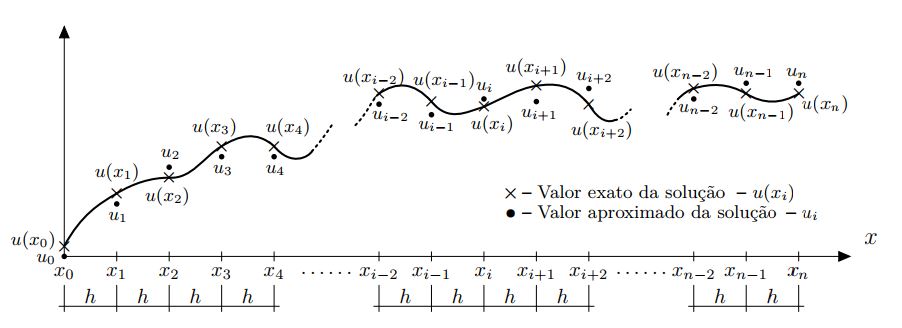 u(x_{i−2}) u(x_{i−1}) u_i u(x_{i+1}) u_{i+2} u(x_{n−2}) u_{n−1} u_n
u_{i−2} u_{i−1} u(x_i) u_{i+1} u(x_{i+2}) u_{n−2} u(x_{n−1}) u(x_n)
u(x_1) u_2 u(x_3) u(x_4)
u_1 u(x_2) u_3 u_4
× – Valor exato da solução – u(x_i)
● – Valor aproximado da solução – u_i
u(x_0)
u_0
x
x_0 x_1 x_2 x_3 x_4 ······ x_{i−2} x_{i−1} x_i x_{i+1} x_{i+2} ······ x_{n−2} x_{n−1} x_n
h h h h h h h h h h